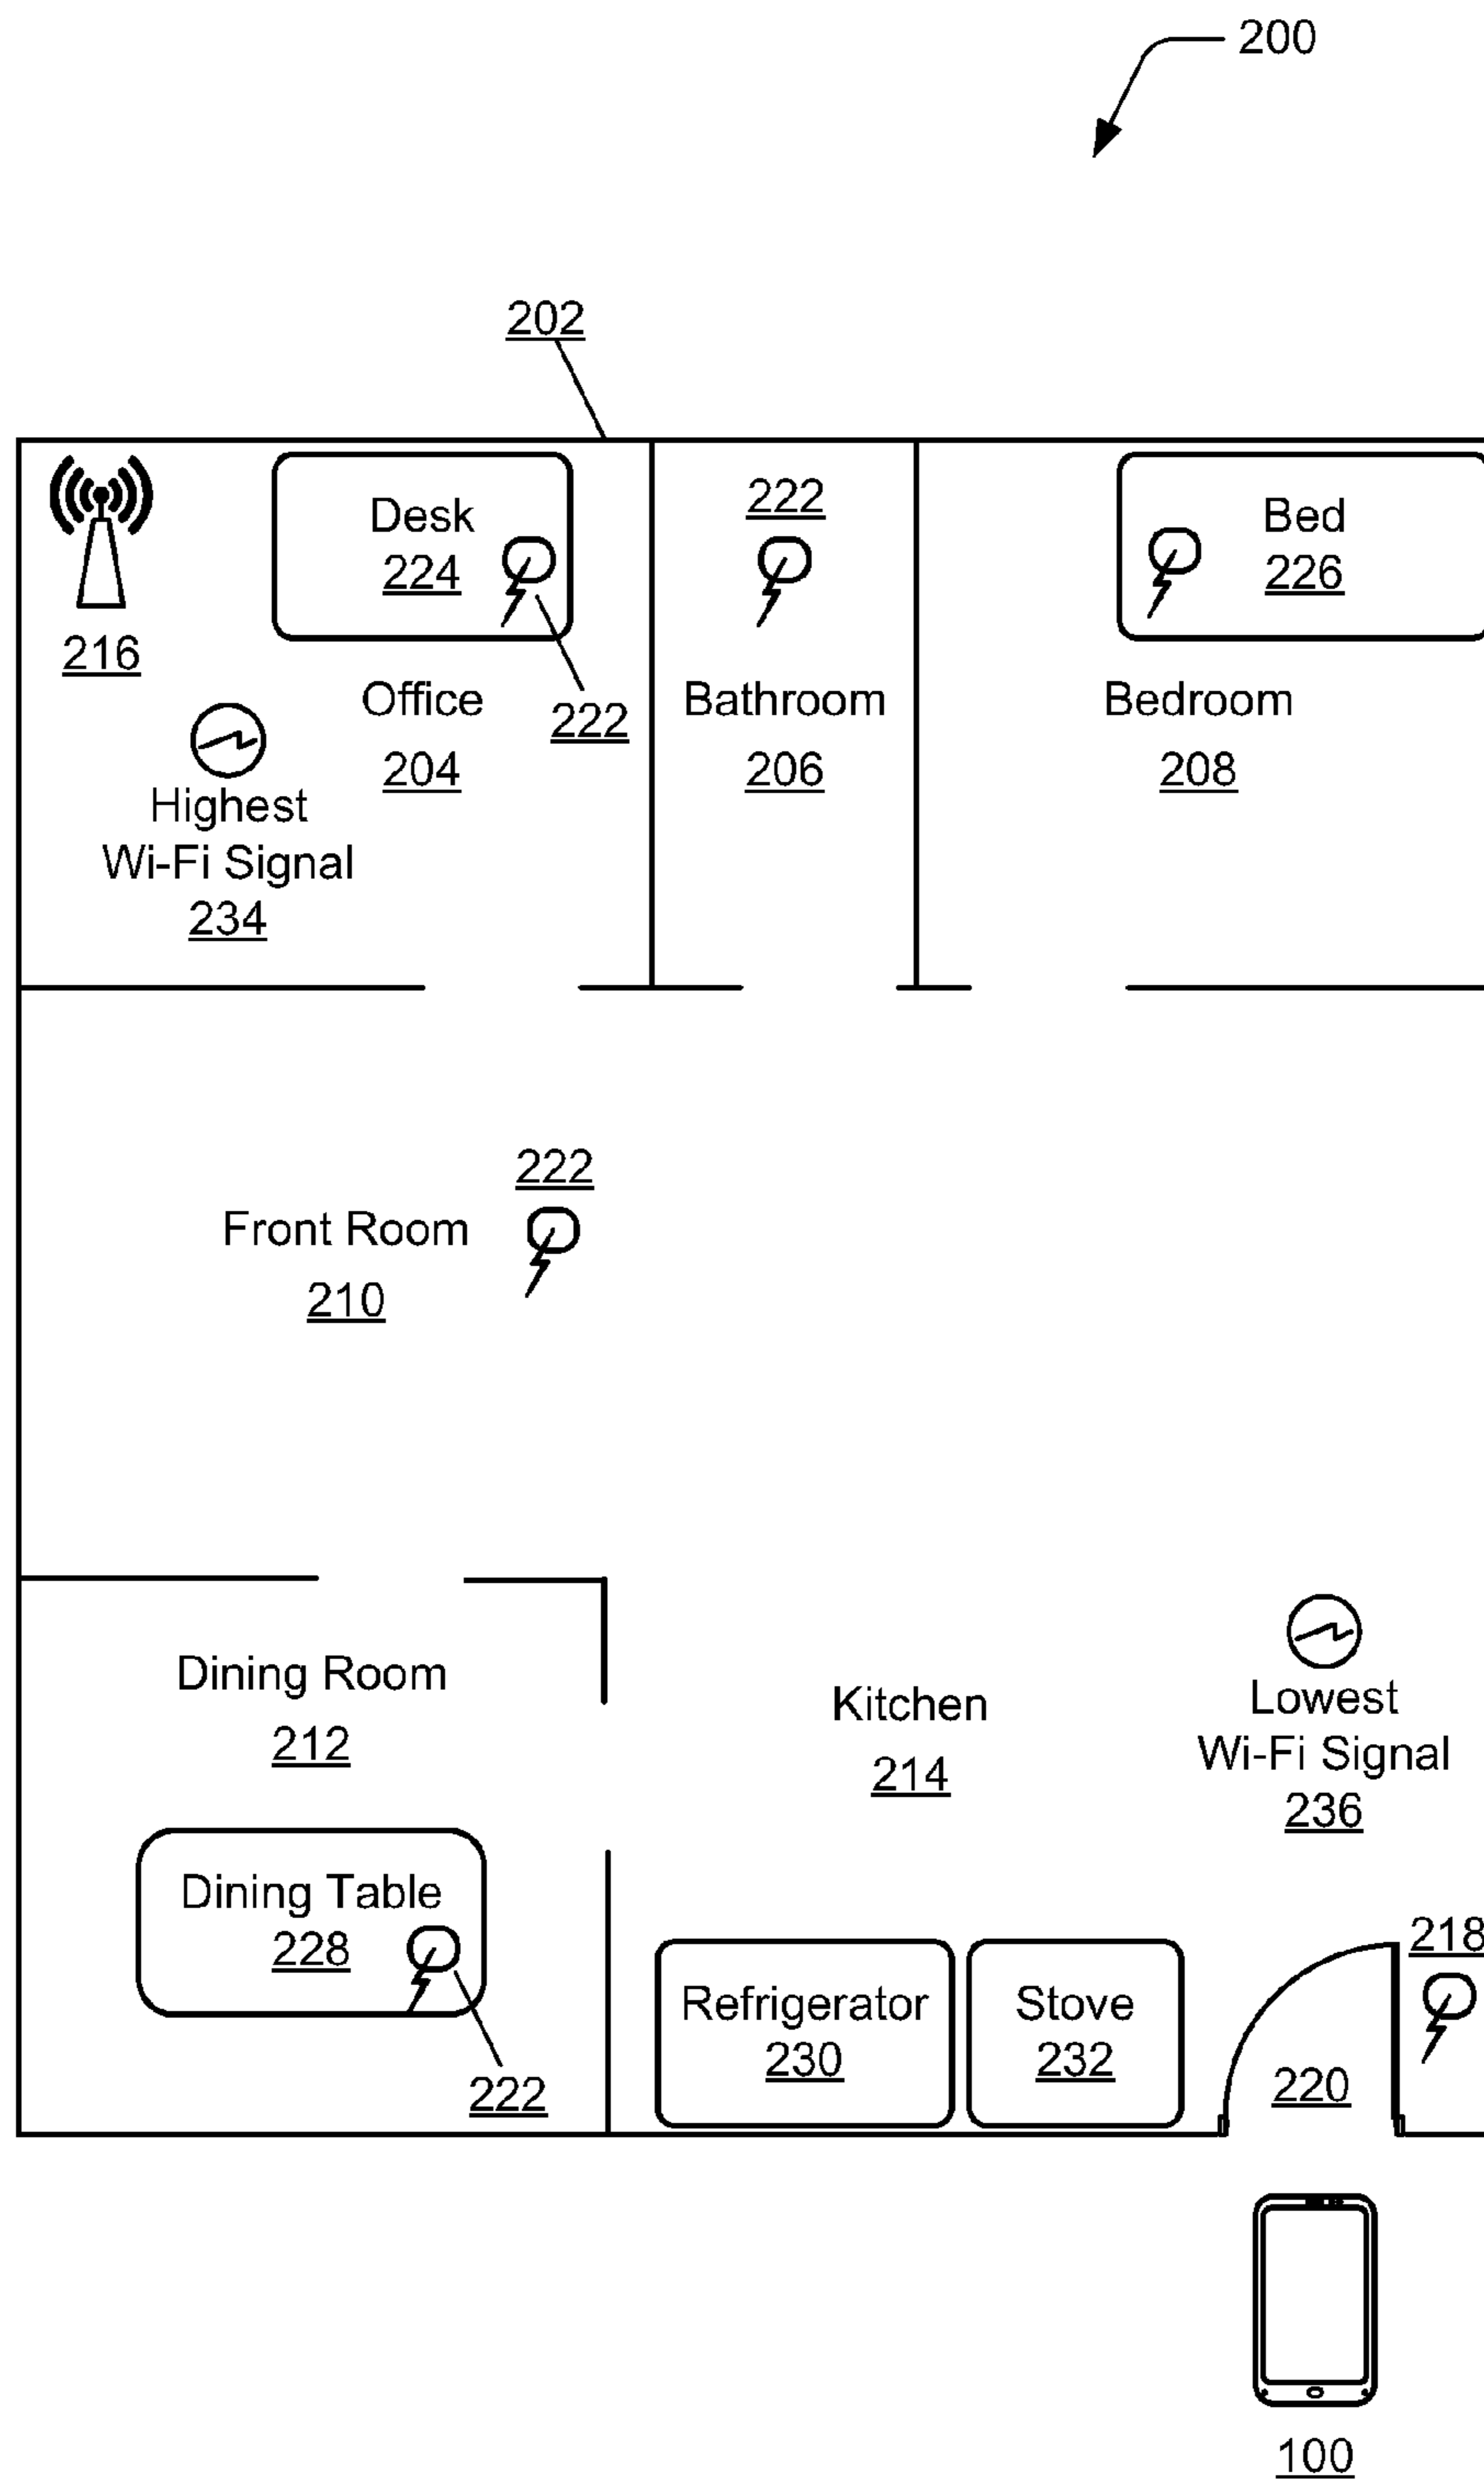 200
202
222
Desk
224
Bed
226
216
222
Office
204
Bathroom
206
Bedroom
208
Highest
Wi-Fi Signal
234
222
Front Room
210
Dining Room
212
Kitchen
214
Lowest
Wi-Fi Signal
236
Dining Table
228
222
Refrigerator
230
Stove
232
218
220
100